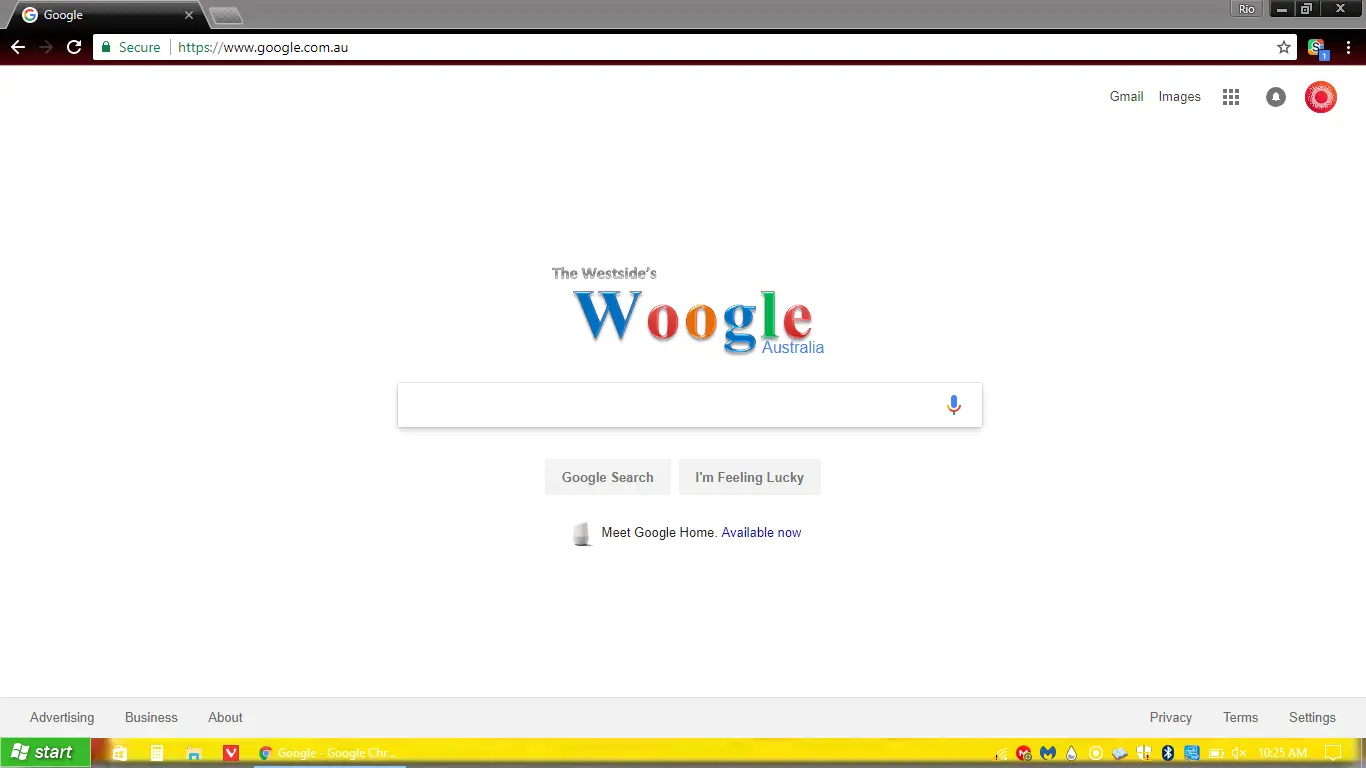 Google
Rio
Secure
https://www.google.com.au
1
Gmail Images
The Westside's
Woogle
Australia
Google Search I'm Feeling Lucky
Meet Google Home. Available now
Advertising Business About Privacy Terms Settings
start
Google - Google Chr...
10:25 AM